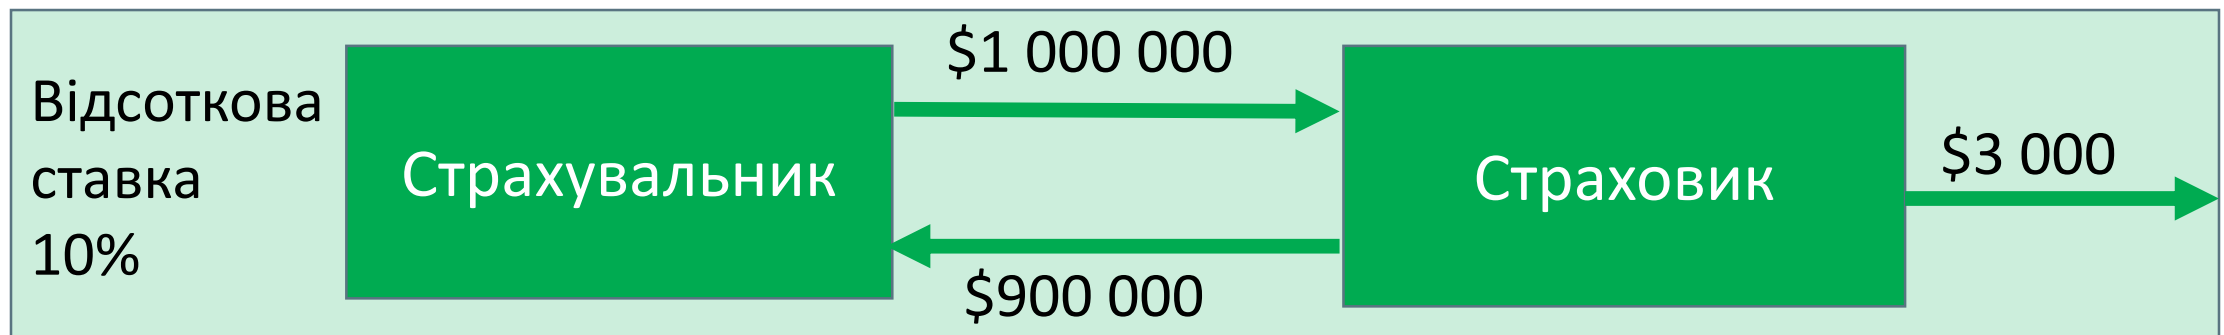 Відсоткова
ставка
10%
Страхувальник
$1 000 000
$900 000
Страховик
$3 000